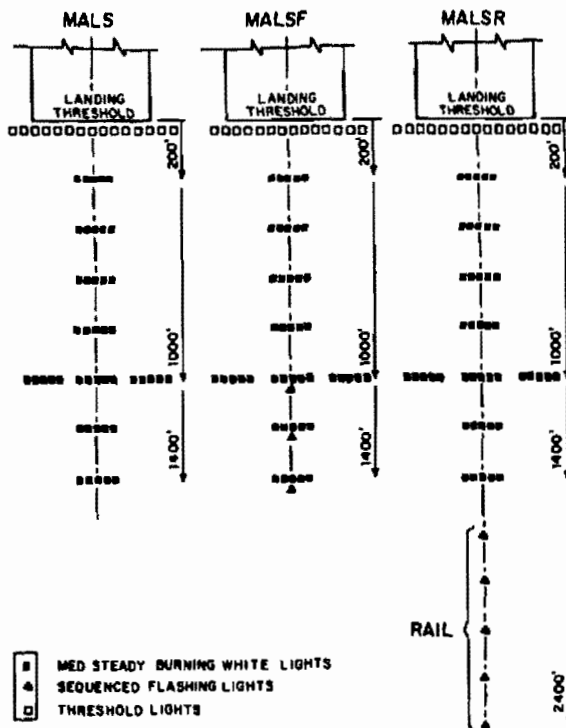 MALS MALSF MALSR
LANDING THRESHOLD LANDING THRESHOLD LANDING THRESHOLD
200' 200' 200'
1000' 1000' 1000'
1400' 1400' 1400'
RAIL
2400'
MED STEADY BURNING WHITE LIGHTS
SEQUENCED FLASHING LIGHTS
THRESHOLD LIGHTS